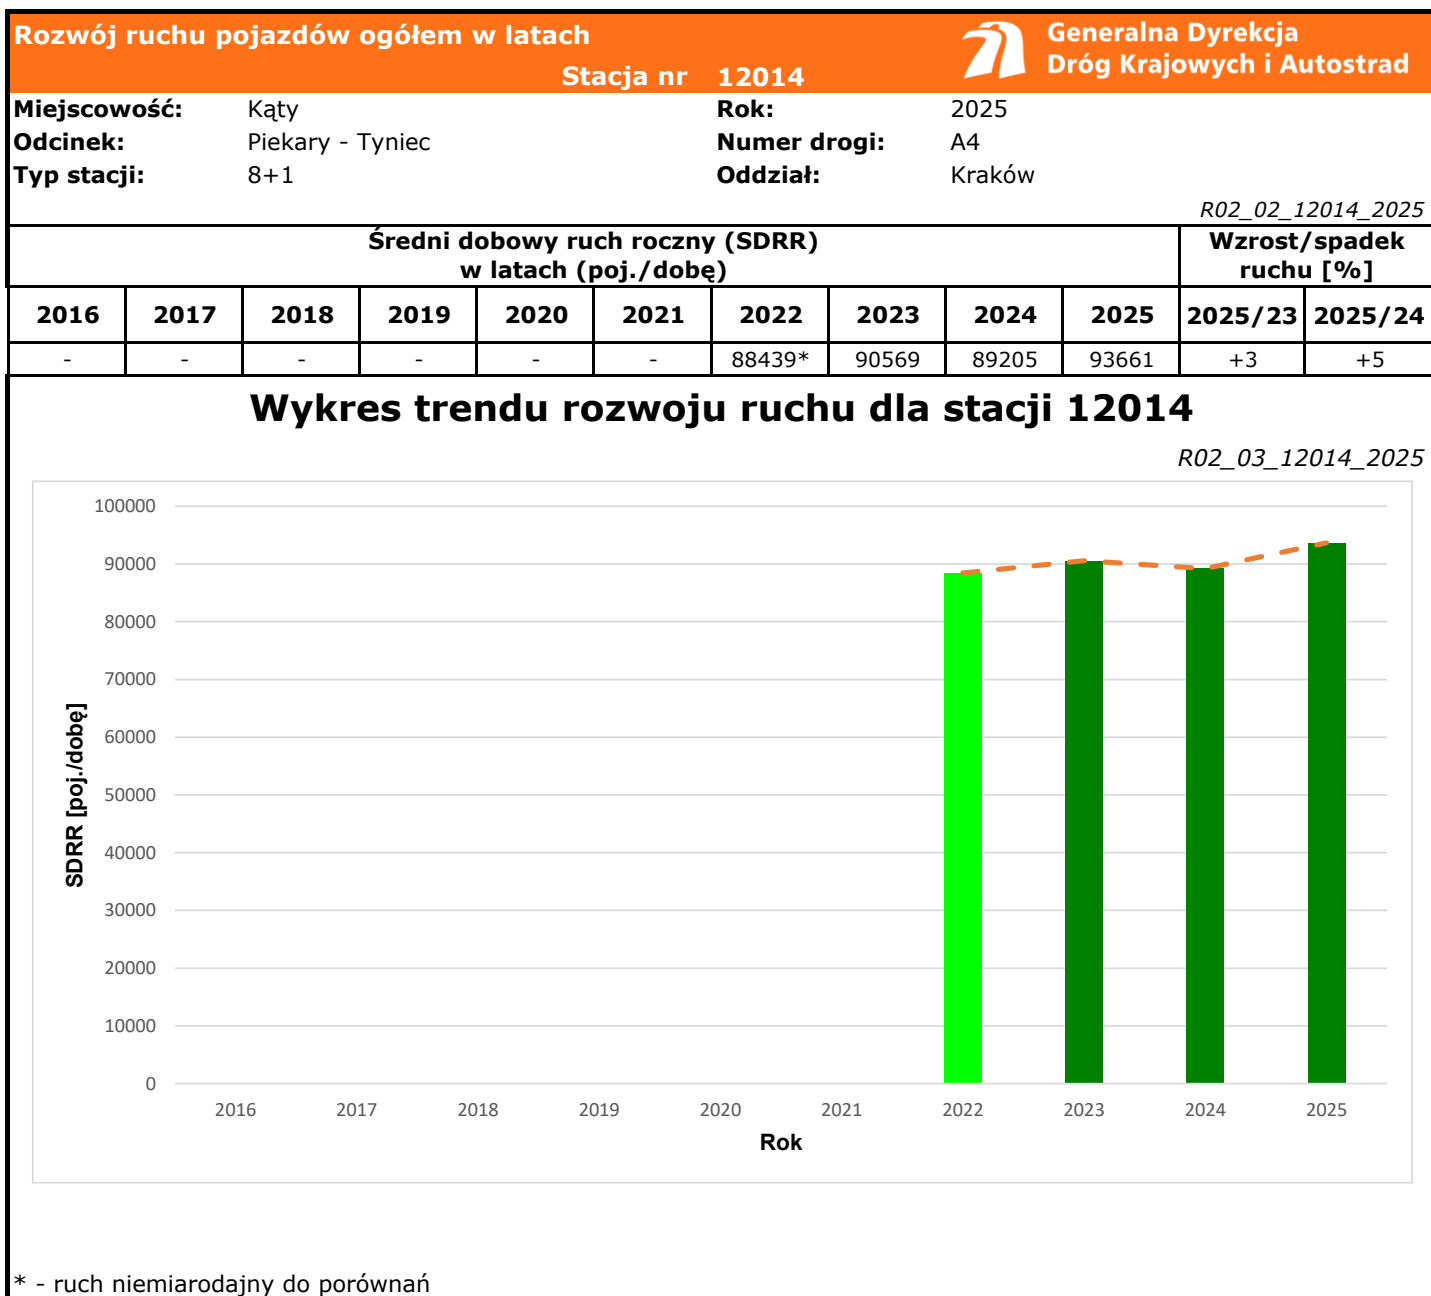 Rozwój ruchu pojazdów ogółem w latach
Generalna Dyrekcja
Dróg Krajowych i Autostrad
Stacja nr 12014
Miejscowość: Kąty Rok: 2025
Odcinek: Piekary - Tyniec Numer drogi: A4
Typ stacji: 8+1 Oddział: Kraków
R02_02_12014_2025
Średni dobowy ruch roczny (SDRR) Wzrost/spadek
w latach (poj./dobę) ruchu [%]
2016 2017 2018 2019 2020 2021 2022 2023 2024 2025 2025/23 2025/24
- - - - - - 88439* 90569 89205 93661 +3 +5
Wykres trendu rozwoju ruchu dla stacji 12014
R02_03_12014_2025
100000
90000
80000
70000
60000
50000
40000
30000
20000
10000
0
SDRR [poj./dobę]
2016 2017 2018 2019 2020 2021 2022 2023 2024 2025
Rok
* - ruch niemiarodajny do porównań